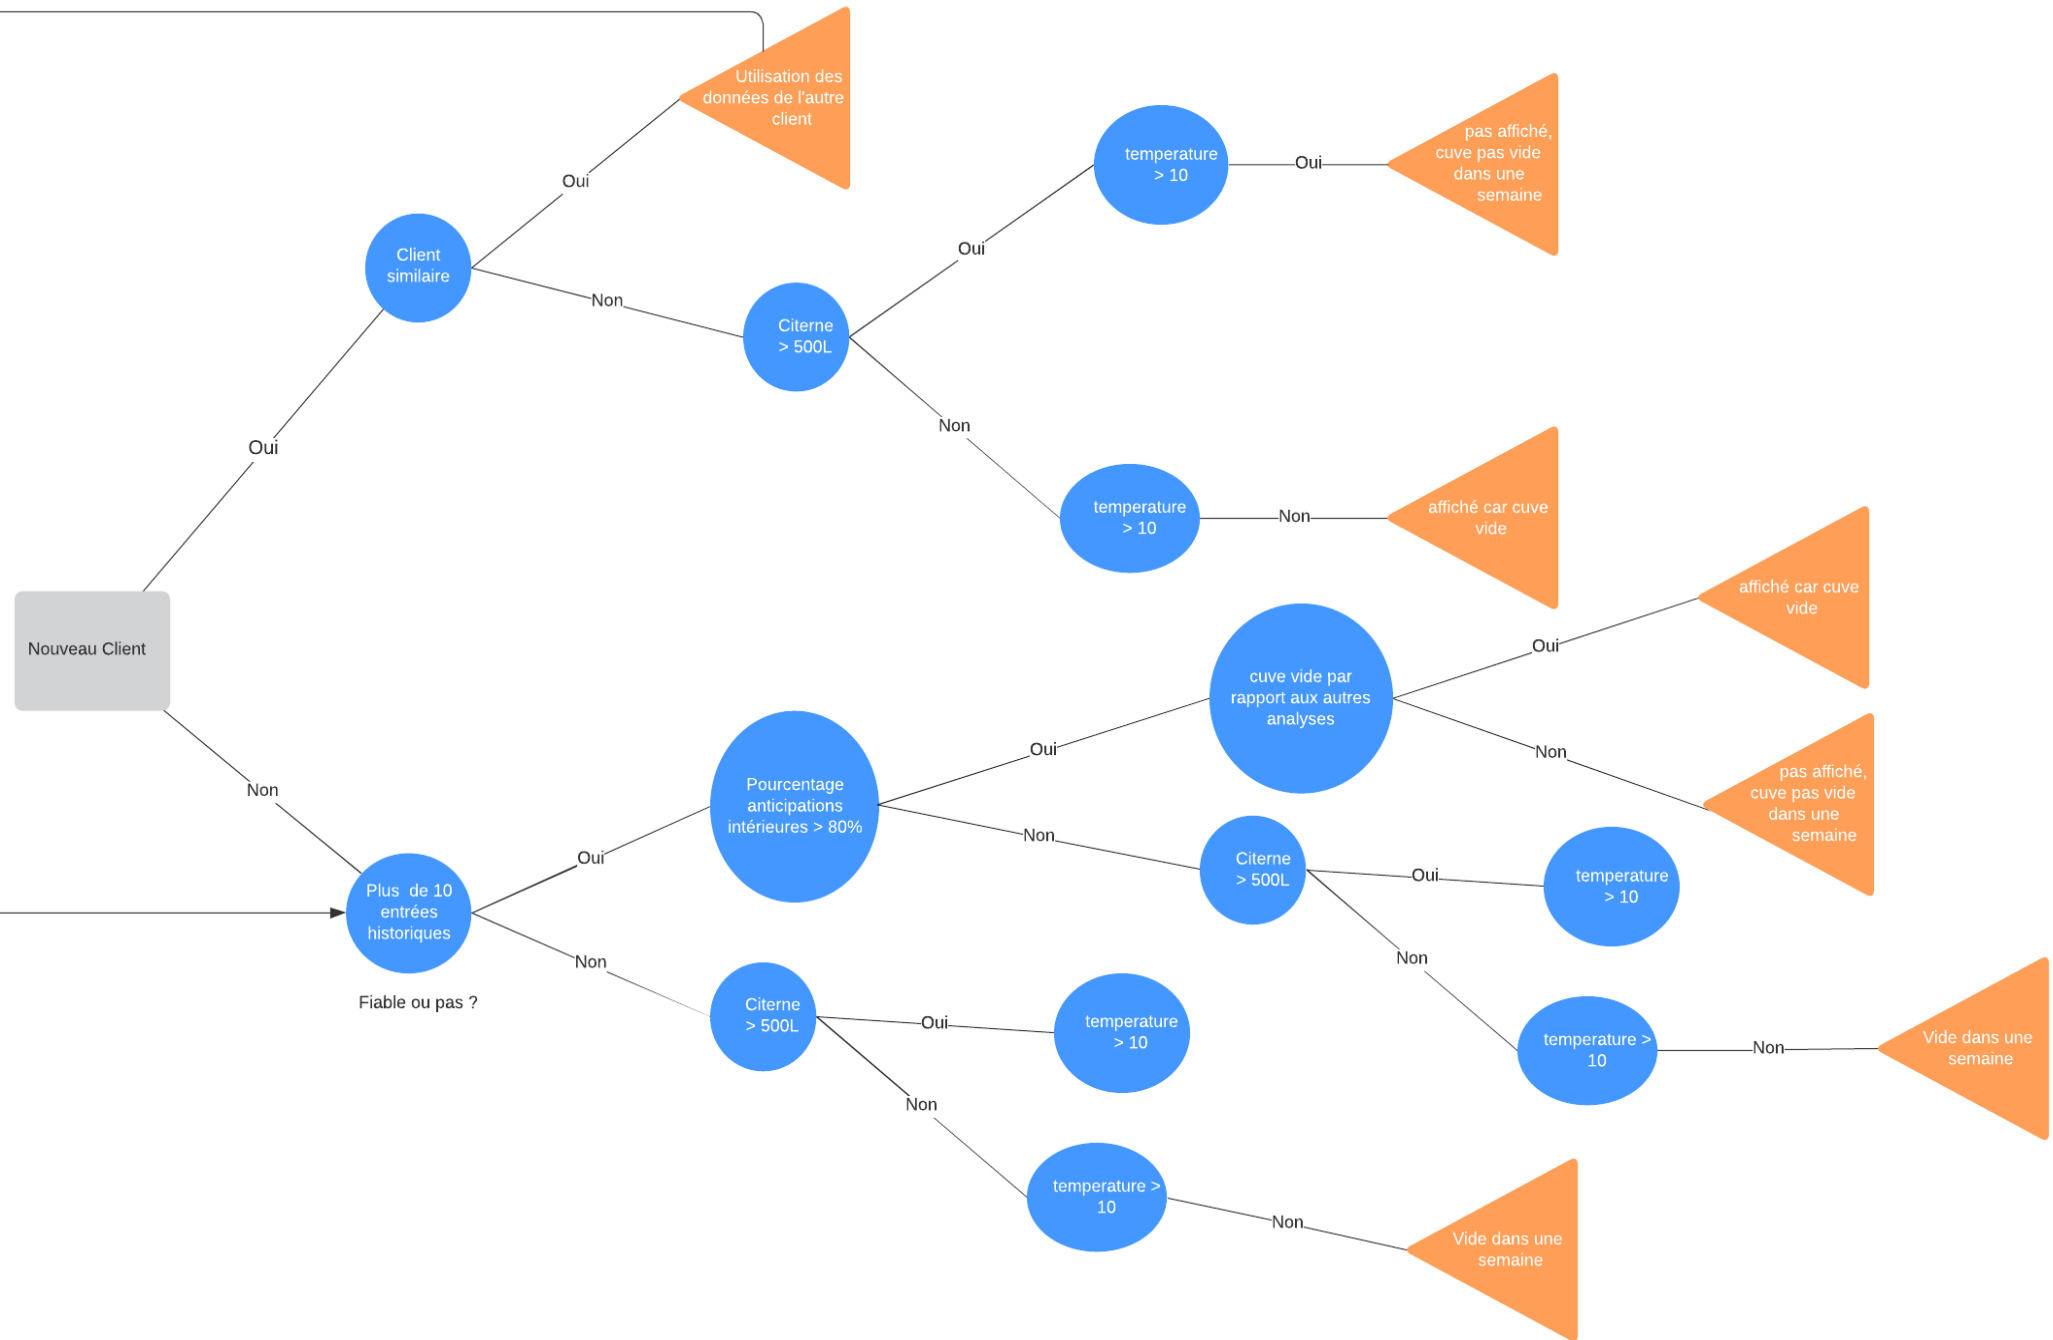 Utilisation des
données de l'autre
client
Oui
Client
similaire
Non
Citerne
> 500L
Oui
temperature
> 10
Oui
pas affiché,
cuve pas vide
dans une
semaine
Non
temperature
> 10
Non
affiché car cuve
vide
Oui
Nouveau Client
Non
Plus de 10
entrées
historiques
Fiable ou pas ?
Oui
Pourcentage
anticipations
intérieures > 80%
Oui
cuve vide par
rapport aux autres
analyses
Oui
affiché car cuve
vide
Non
pas affiché,
cuve pas vide
dans une
semaine
Non
Citerne
> 500L
Oui
temperature
> 10
Non
temperature >
10
Non
Vide dans une
semaine
Non
Citerne
> 500L
Oui
temperature
> 10
Non
temperature >
10
Non
Vide dans une
semaine